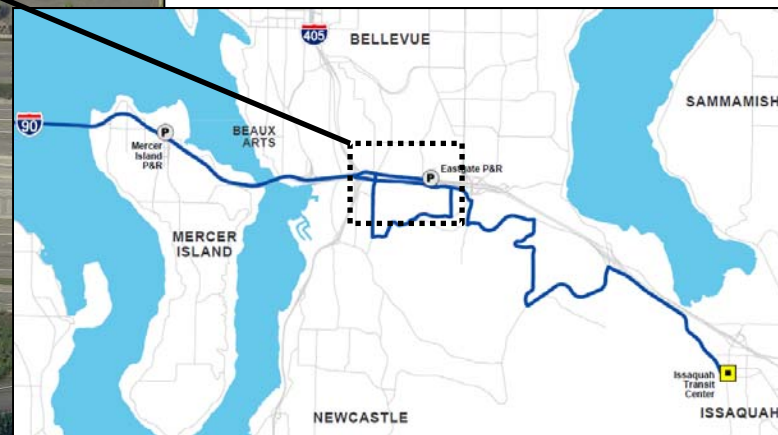 405
BELLEVUE
SAMMAMISH
90
P
Mercer
Island
P&R
BEAUX
ARTS
P
Eastgate P&R
MERCER
ISLAND
Issaquah
Transit
Center
ISSAQUAH
NEWCASTLE